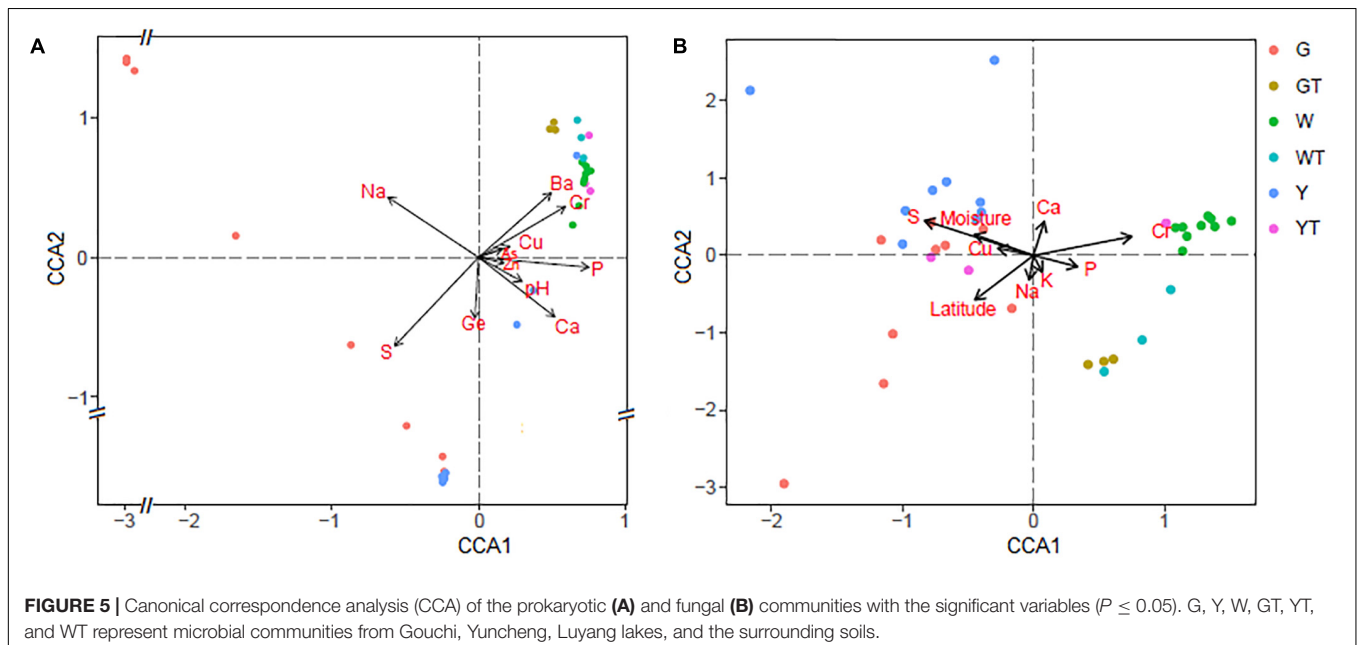 A
CCA2
1
0
−1
Na
Ba
Cr
Cu
As
Zn
P
pH
Ge
Ca
S
−3
−2
−1
0
1
CCA1
B
CCA2
2
1
0
−1
−2
−3
S
Moisture
Ca
Cu
Cl
P
K
Na
Latitude
−2
−1
0
1
CCA1
G
GT
W
WT
Y
YT
FIGURE 5 | Canonical correspondence analysis (CCA) of the prokaryotic (A) and fungal (B) communities with the significant variables (P ≤ 0.05). G, Y, W, GT, YT,
and WT represent microbial communities from Gouchi, Yuncheng, Luyang lakes, and the surrounding soils.